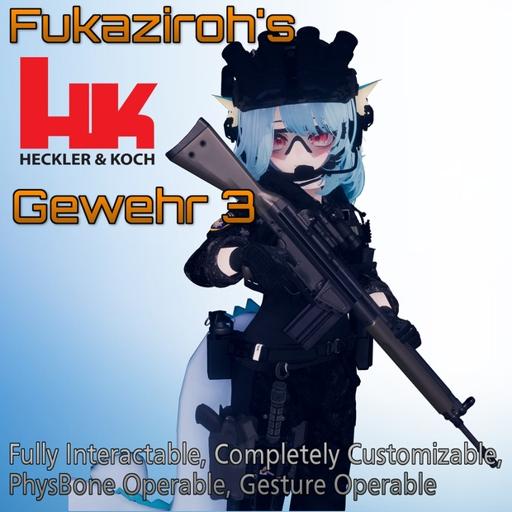 Fukaziroh's
HK
HECKLER & KOCH
Gewehr 3
Fully Interactable, Completely Customizable,
PhysBone Operable, Gesture Operable